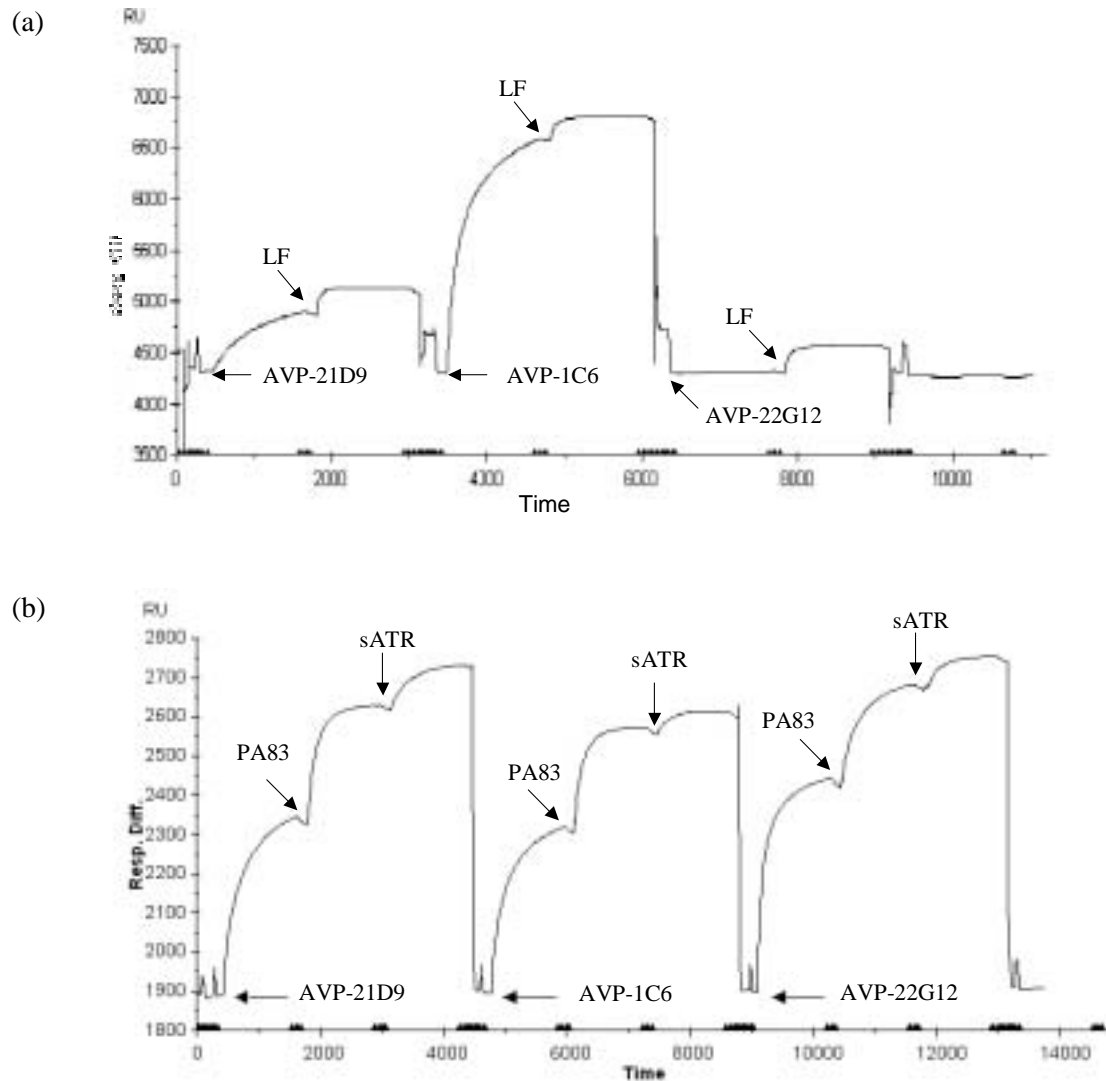 (a)
RU
7500
7000
6500
6000
5500
5000
4500
4000
3500
LF
LF
LF
AVP-21D9
AVP-1C6
AVP-22G12
0 2000 4000 6000 8000 10000
Time
(b)
RU
2800
2700
2600
2500
2400
2300
2200
2100
2000
1900
1800
Resp. Diff.
sATR
sATR
sATR
PA83
PA83
PA83
AVP-21D9
AVP-1C6
AVP-22G12
0 2000 4000 6000 8000 10000 12000 14000
Time